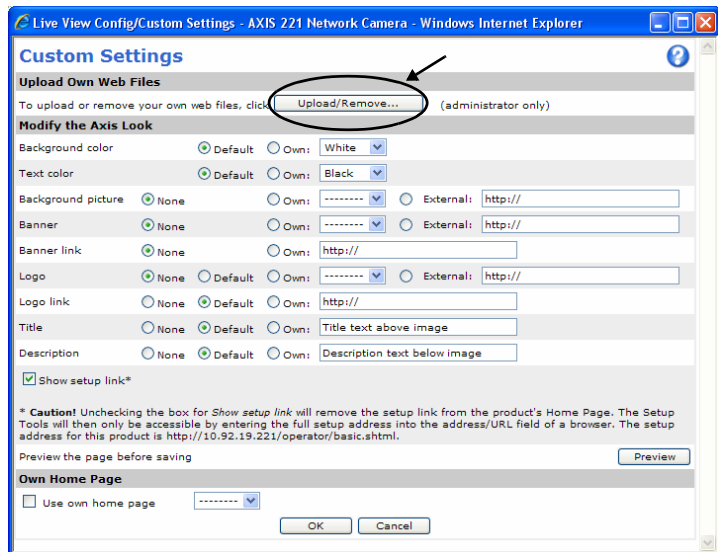 Live View Config/Custom Settings - AXIS 221 Network Camera - Windows Internet Explorer
Custom Settings
Upload Own Web Files
To upload or remove your own web files, click Upload/Remove... (administrator only)
Modify the Axis Look
Background color Default Own: White
Text color Default Own: Black
Background picture None Own: -------- External: http://
Banner None Own: -------- External: http://
Banner link None Own: http://
Logo None Default Own: -------- External: http://
Logo link None Default Own: http://
Title None Default Own: Title text above image
Description None Default Own: Description text below image
Show setup link*
* Caution! Unchecking the box for Show setup link will remove the setup link from the product's Home Page. The Setup
Tools will then only be accessible by entering the full setup address into the address/URL field of a browser. The setup
address for this product is http://10.92.19.221/operator/basic.shtml.
Preview the page before saving Preview
Own Home Page
Use own home page --------
OK Cancel